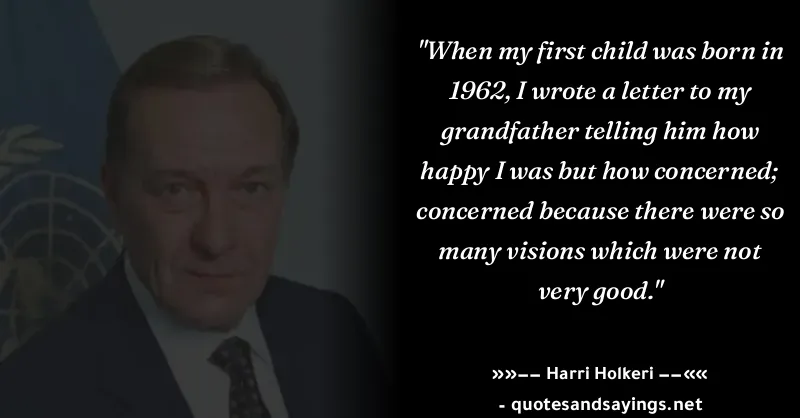 "When my first child was born in
1962, I wrote a letter to my
grandfather telling him how
happy I was but how concerned;
concerned because there were so
many visions which were not
very good."
»»−− Harri Holkeri −−««
- quotesandsayings.net